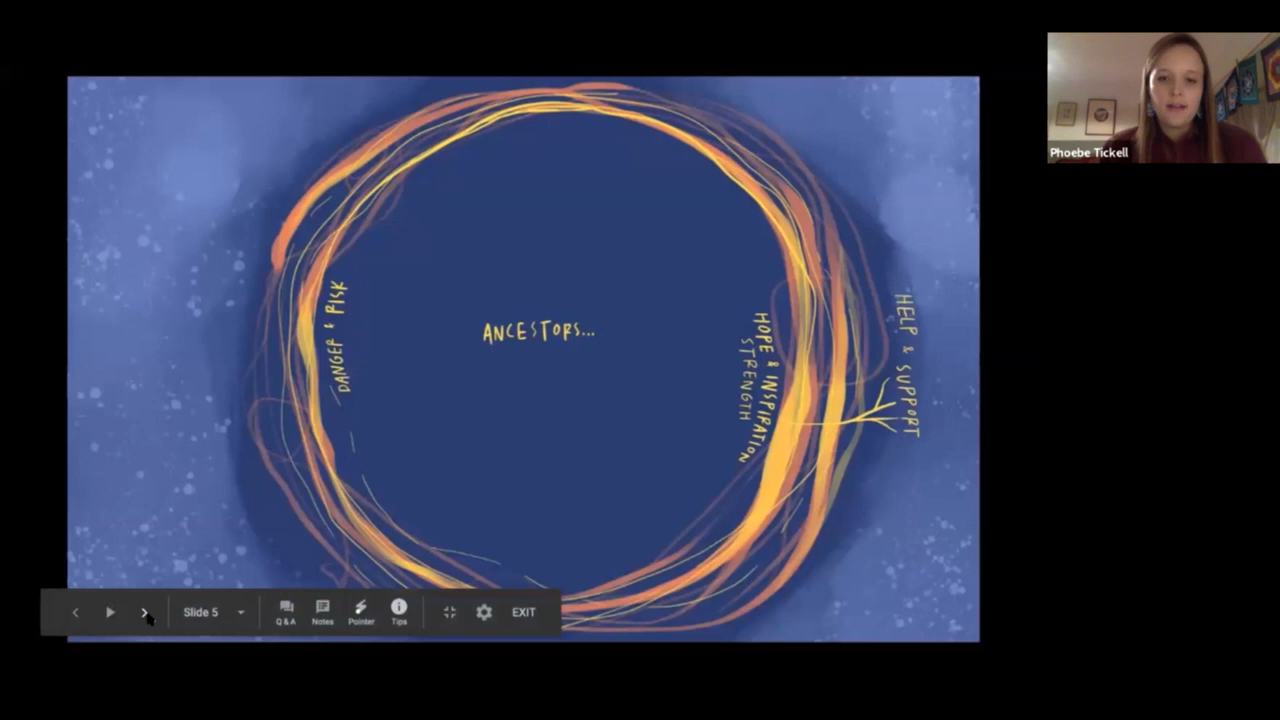 Phoebe Tickell
DANGER & RISK
ANCESTORS...
HOPE & INSPIRATION
STRENGTH
HELP & SUPPORT
Slide 5
Q & A
Notes
Pointer
Tips
EXIT